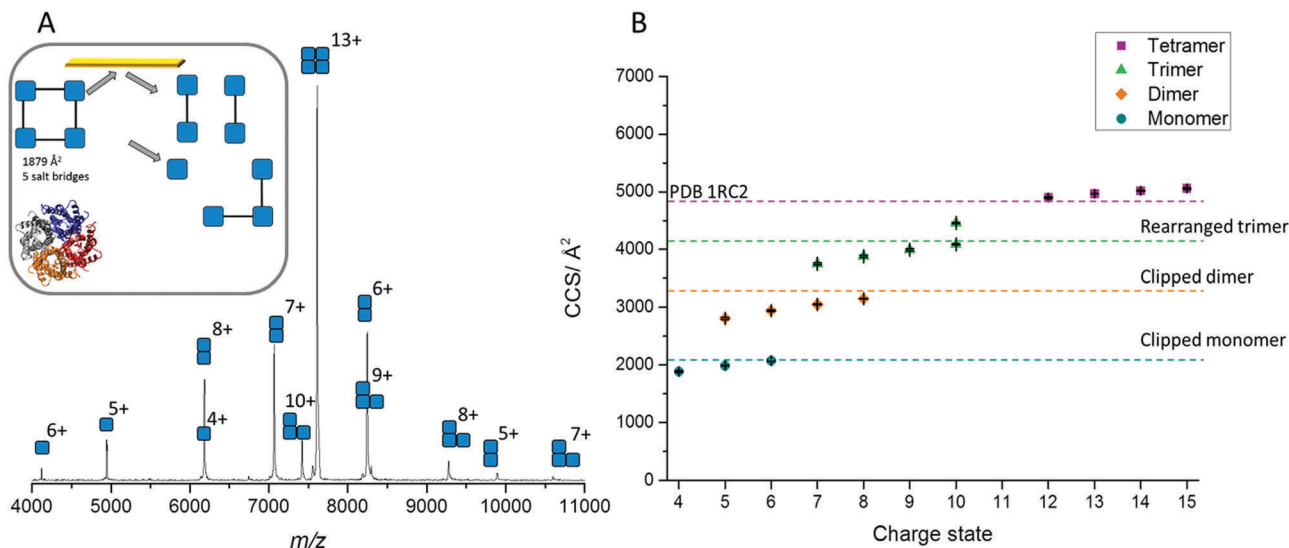 A
1879 Å²
5 salt bridges
13+
6+
7+
8+
9+
10+
5+
4+
6+
8+
5+
7+
4000
5000
6000
7000
8000
9000
10000
11000
m/z
B
Tetramer
Trimer
Dimer
Monomer
7000
6000
5000
4000
3000
2000
1000
0
CCS/ Å²
PDB 1RC2
Rearranged trimer
Clipped dimer
Clipped monomer
4
5
6
7
8
9
10
11
12
13
14
15
Charge state